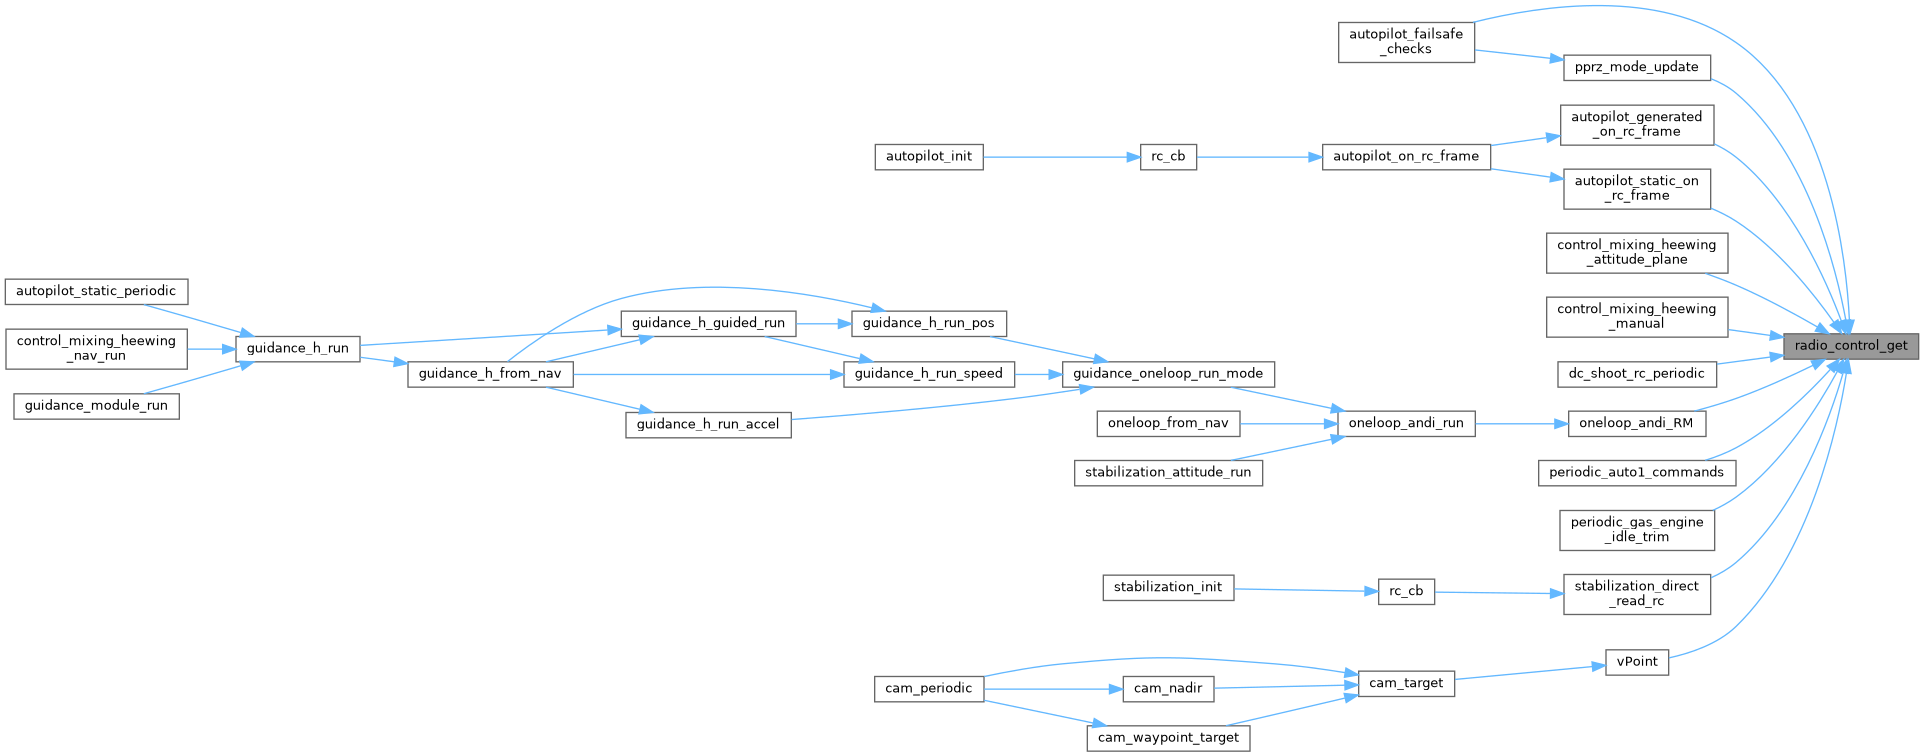 autopilot_failsafe
_checks
pprz_mode_update
autopilot_generated
_on_rc_frame
autopilot_init
rc_cb
autopilot_on_rc_frame
autopilot_static_on
_rc_frame
control_mixing_heewing
_attitude_plane
autopilot_static_periodic
control_mixing_heewing
_manual
guidance_h_guided_run
guidance_h_run_pos
control_mixing_heewing
_nav_run
guidance_h_run
radio_control_get
guidance_h_from_nav
guidance_h_run_speed
guidance_oneloop_run_mode
dc_shoot_rc_periodic
guidance_module_run
guidance_h_run_accel
oneloop_from_nav
oneloop_andi_run
oneloop_andi_RM
stabilization_attitude_run
periodic_auto1_commands
periodic_gas_engine
_idle_trim
stabilization_init
rc_cb
stabilization_direct
_read_rc
vPoint
cam_periodic
cam_nadir
cam_target
cam_waypoint_target